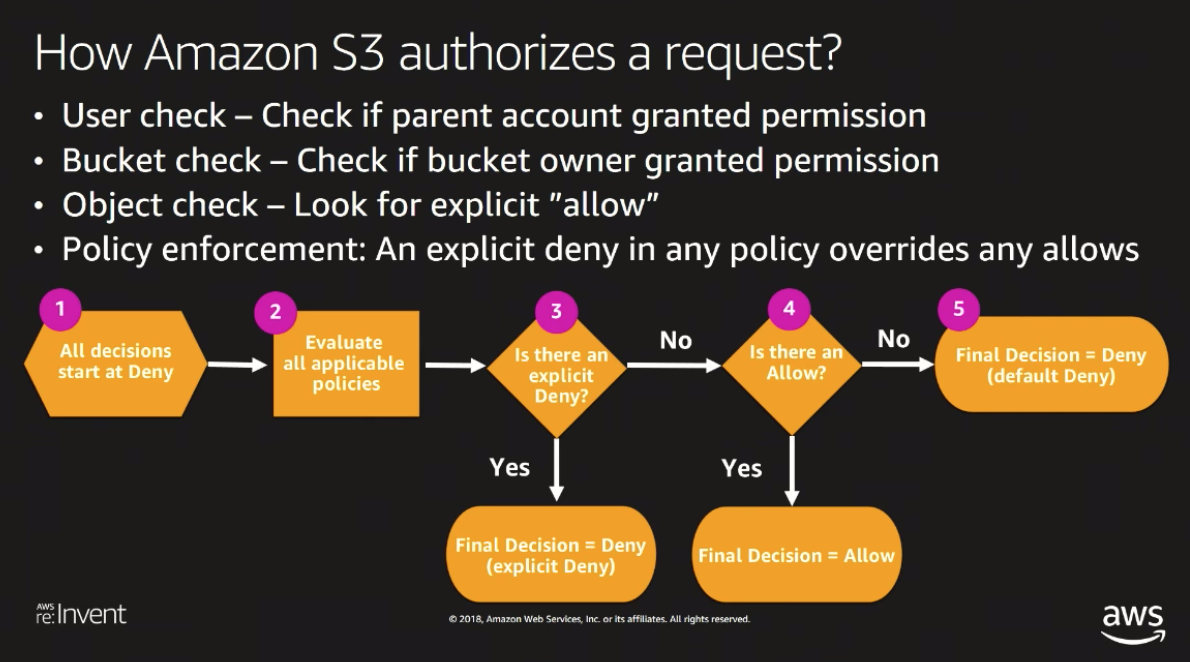 How Amazon S3 authorizes a request?
• User check – Check if parent account granted permission
• Bucket check – Check if bucket owner granted permission
• Object check – Look for explicit ”allow”
• Policy enforcement: An explicit deny in any policy overrides any allows
1
All decisions
start at Deny
2
Evaluate
all applicable
policies
3
Is there an
explicit
Deny?
No
4
Is there an
Allow?
No
5
Final Decision = Deny
(default Deny)
Yes
Final Decision = Deny
(explicit Deny)
Yes
Final Decision = Allow
AWS
re:Invent
© 2018, Amazon Web Services, Inc. or its affiliates. All rights reserved.
aws